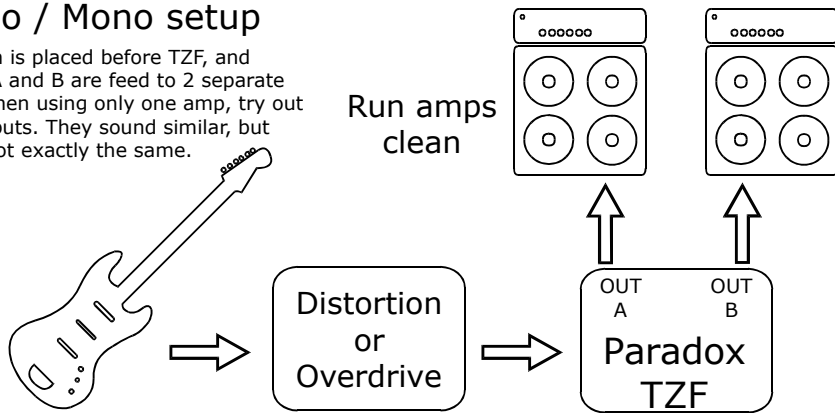 o / Mono setup
is placed before TZF, and
A and B are feed to 2 separate
hen using only one amp, try out
outs. They sound similar, but
ot exactly the same.
Run amps
clean
Distortion
or
Overdrive
OUT
A
OUT
B
Paradox
TZF